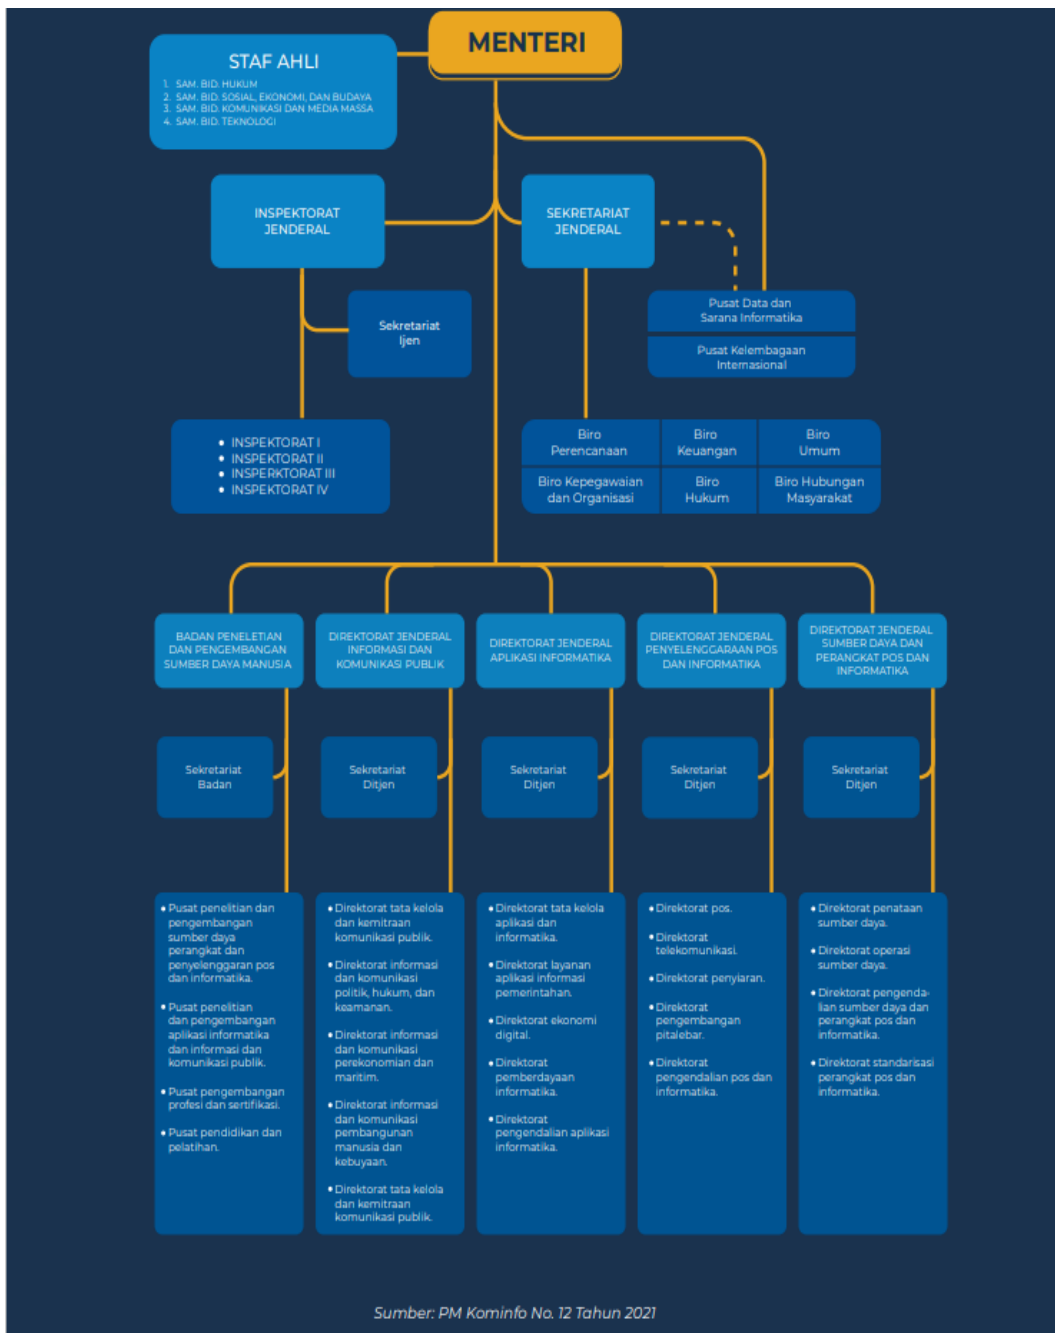 MENTERI
STAF AHLI
1. SAM. BID. HUKUM
2. SAM. BID. SOSIAL, EKONOMI, DAN BUDAYA
3. SAM. BID. KOMUNIKASI DAN MEDIA MASSA
4. SAM. BID. TEKNOLOGI
INSPEKTORAT
JENDERAL
SEKRETARIAT
JENDERAL
Sekretariat
Ijen
Pusat Data dan
Sarana Informatika
Pusat Kelembagaan
Internasional
• INSPEKTORAT I
• INSPEKTORAT II
• INSPERKTORAT III
• INSPEKTORAT IV
Biro
Perencanaan
Biro
Keuangan
Biro
Umum
Biro Kepegawaian
dan Organisasi
Biro
Hukum
Biro Hubungan
Masyarakat
BADAN PENELETIAN
DAN PENGEMBANGAN
SUMBER DAYA MANUSIA
DIREKTORAT JENDERAL
INFORMASI DAN
KOMUNIKASI PUBLIK
DIREKTORAT JENDERAL
APLIKASI INFORMATIKA
DIREKTORAT JENDERAL
PENYELENGGARAAN POS
DAN INFORMATIKA
DIREKTORAT JENDERAL
SUMBER DAYA DAN
PERANGKAT POS DAN
INFORMATIKA
Sekretariat
Badan
Sekretariat
Ditjen
Sekretariat
Ditjen
Sekretariat
Ditjen
Sekretariat
Ditjen
• Pusat penelitian dan
pengembangan
sumber daya
perangkat dan
penyelenggaran pos
dan informatika.
• Pusat penelitian
dan pengembangan
aplikasi informatika
dan informasi dan
komunikasi publik.
• Pusat pengembangan
profesi dan sertifikasi.
• Pusat pendidikan dan
pelatihan.
• Direktorat tata kelola
dan kemitraan
komunikasi publik.
• Direktorat informasi
dan komunikasi
politik, hukum, dan
keamanan.
• Direktorat informasi
dan komunikasi
perekonomian dan
maritim.
• Direktorat informasi
dan komunikasi
pembangunan
manusia dan
kebuyaan.
• Direktorat tata kelola
dan kemitraan
komunikasi publik.
• Direktorat tata kelola
aplikasi dan
informatika.
• Direktorat layanan
aplikasi informasi
pemerintahan.
• Direktorat ekonomi
digital.
• Direktorat
pemberdayaan
informatika.
• Direktorat
pengendalian aplikasi
informatika.
• Direktorat pos.
• Direktorat
telekomunikasi.
• Direktorat penyiaran.
• Direktorat
pengembangan
pitalebar.
• Direktorat
pengendalian pos dan
informatika.
• Direktorat penataan
sumber daya.
• Direktorat operasi
sumber daya.
• Direktorat pengenda-
lian sumber daya dan
perangkat pos dan
informatika.
• Direktorat standarisasi
perangkat pos dan
informatika.
Sumber: PM Kominfo No. 12 Tahun 2021